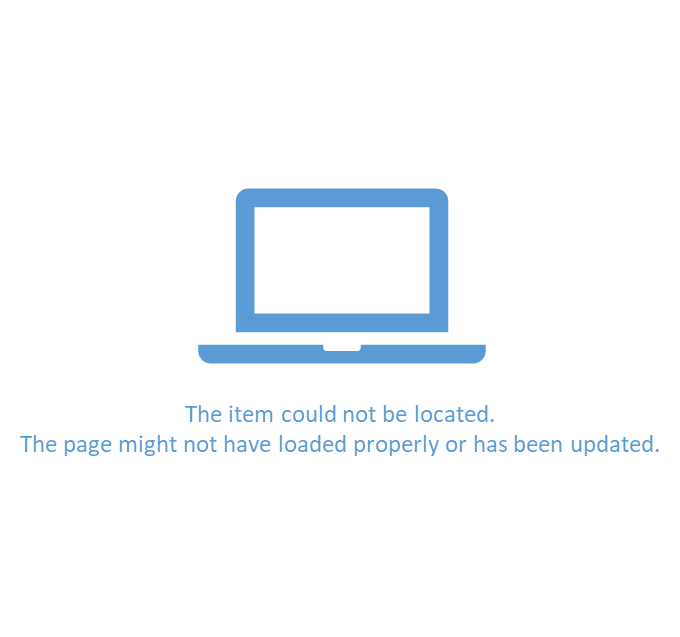 The item could not be located.
The page might not have loaded properly or has been updated.